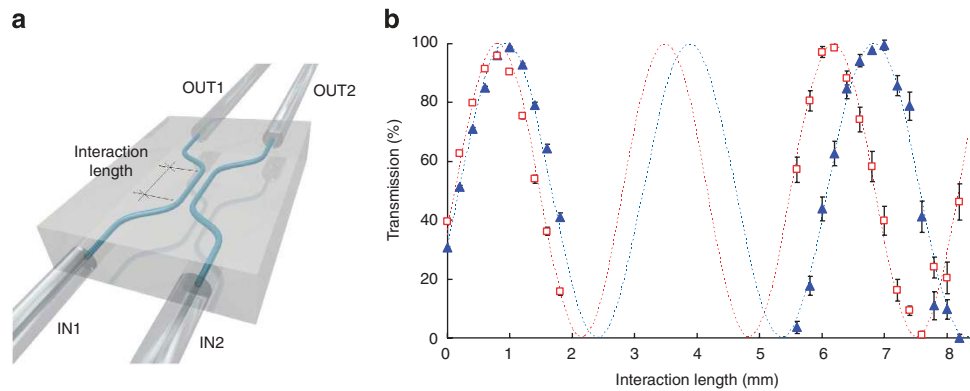 a
OUT1
OUT2
Interaction
length
IN1
IN2
b
Transmission (%)
100
80
60
40
20
0
0 1 2 3 4 5 6 7 8
Interaction length (mm)